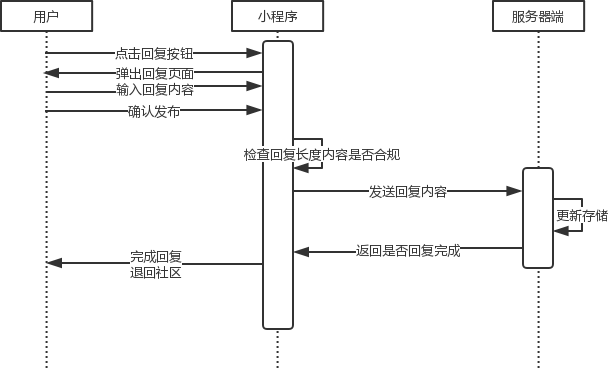 用户
小程序
服务器端
点击回复按钮
弹出回复页面
输入回复内容
确认发布
检查回复长度内容是否合规
发送回复内容
更新存储
返回是否回复完成
完成回复
退回社区